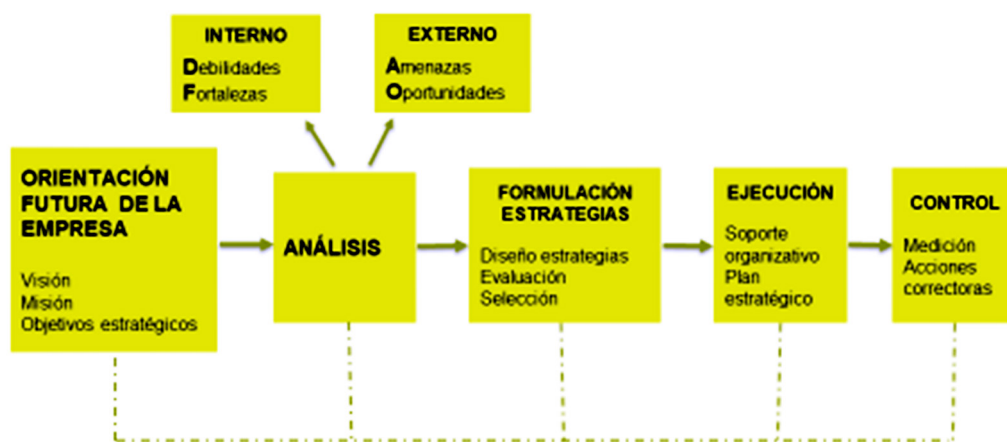 INTERNO
Debilidades
Fortalezas
EXTERNO
Amenazas
Oportunidades
ORIENTACIÓN
FUTURA DE LA
EMPRESA
Visión
Misión
Objetivos estratégicos
ANÁLISIS
FORMULACIÓN
ESTRATEGIAS
Diseño estrategias
Evaluación
Selección
EJECUCIÓN
Soporte
organizativo
Plan
estratégico
CONTROL
Medición
Acciones
correctoras